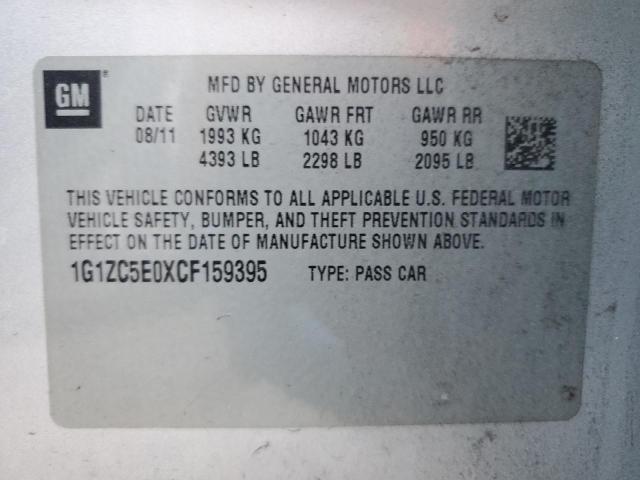 GM
MFD BY GENERAL MOTORS LLC
DATE GVWR GAWR FRT GAWR RR
08/11 1993 KG 1043 KG 950 KG
4393 LB 2298 LB 2095 LB
THIS VEHICLE CONFORMS TO ALL APPLICABLE U.S. FEDERAL MOTOR
VEHICLE SAFETY, BUMPER, AND THEFT PREVENTION STANDARDS IN
EFFECT ON THE DATE OF MANUFACTURE SHOWN ABOVE.
1G1ZC5E0XCF159395 TYPE: PASS CAR